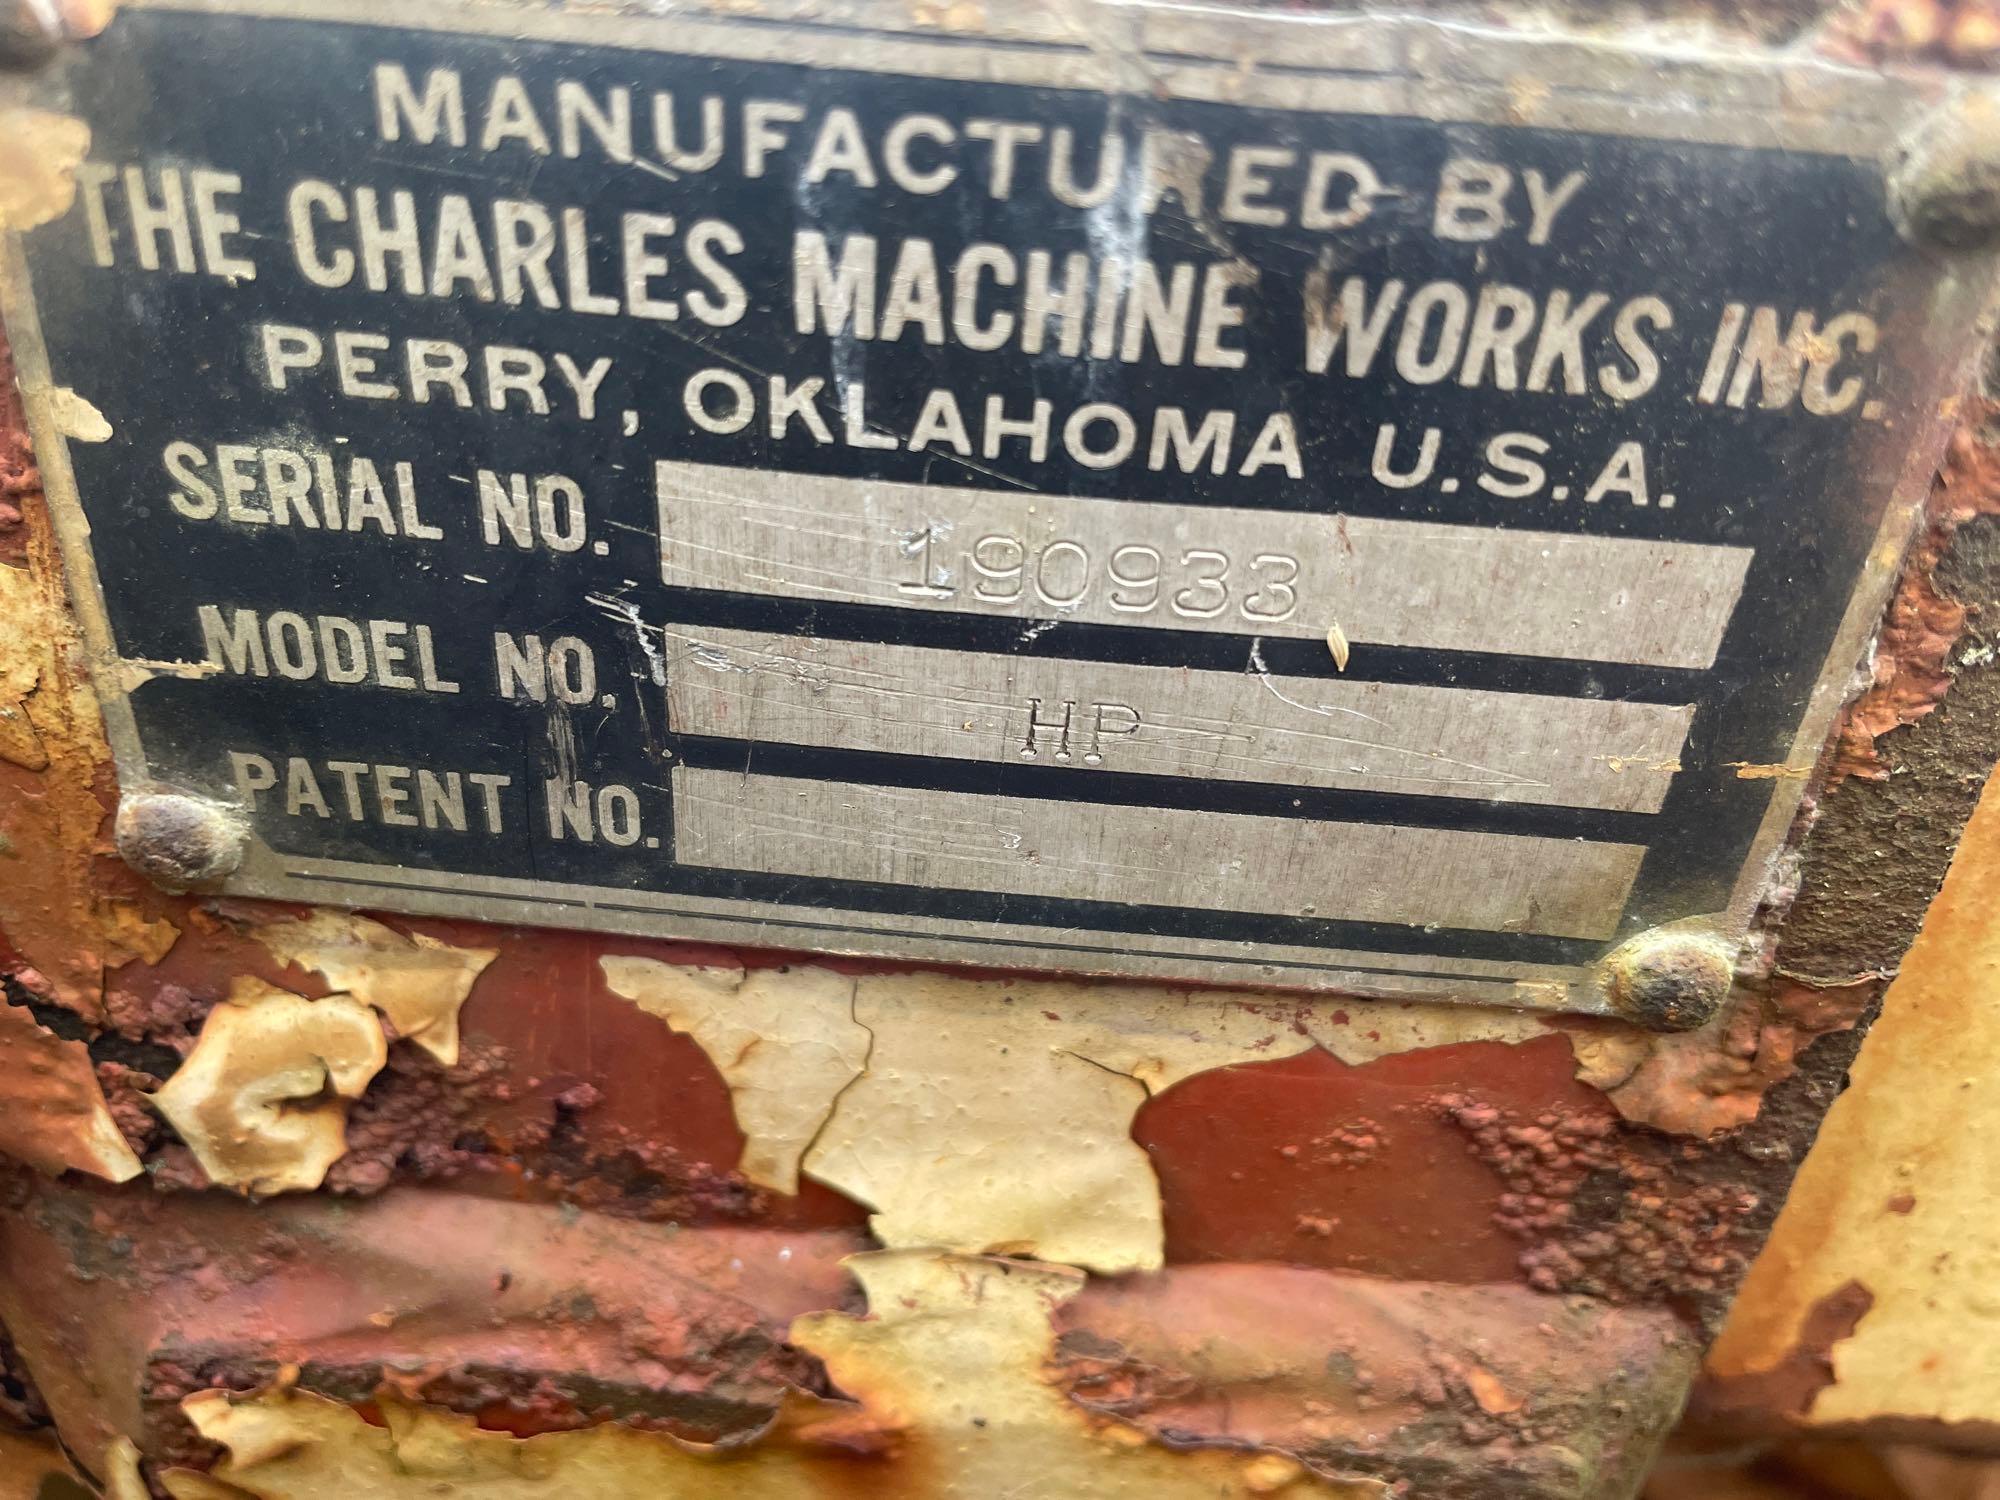 MANUFACTURED BY
THE CHARLES MACHINE WORKS INC.
PERRY, OKLAHOMA U.S.A.
SERIAL NO. 190933
MODEL NO. HP
PATENT NO.